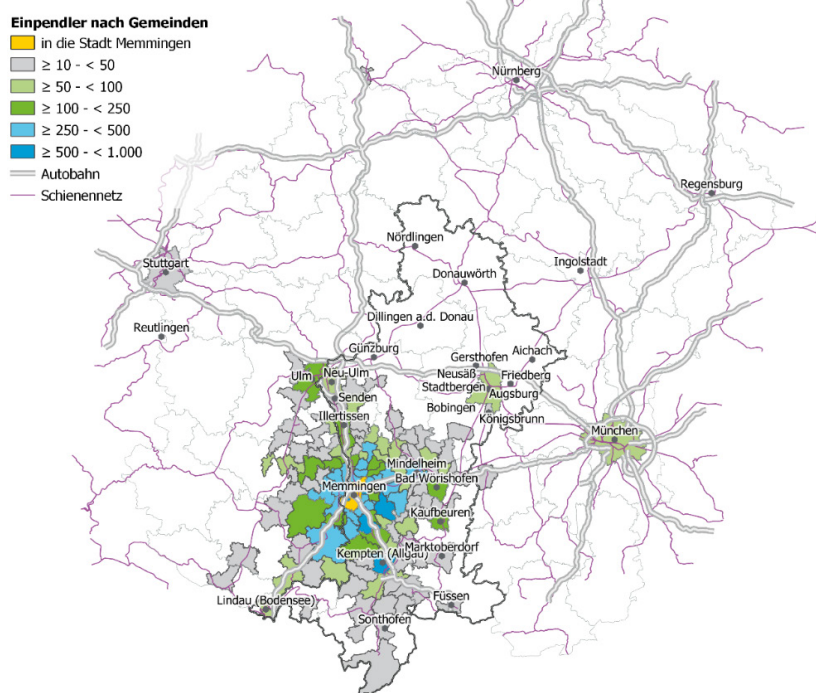 Einpendler nach Gemeinden
in die Stadt Memmingen
≥ 10 - < 50
≥ 50 - < 100
≥ 100 - < 250
≥ 250 - < 500
≥ 500 - < 1.000
Autobahn
Schienennetz
Nürnberg
Regensburg
Nördlingen
Stuttgart
Ingolstadt
Donauwörth
Dillingen a.d. Donau
Reutlingen
Günzburg
Gersthofen
Aichach
Ulm
Neu-Ulm
Neusäß
Friedberg
Stadtbergen
Augsburg
Senden
Bobingen
Illertissen
Königsbrunn
München
Mindelheim
Bad Wörishofen
Memmingen
Kaufbeuren
Kempten (Allgäu)
Marktoberdorf
Lindau (Bodensee)
Füssen
Sonthofen